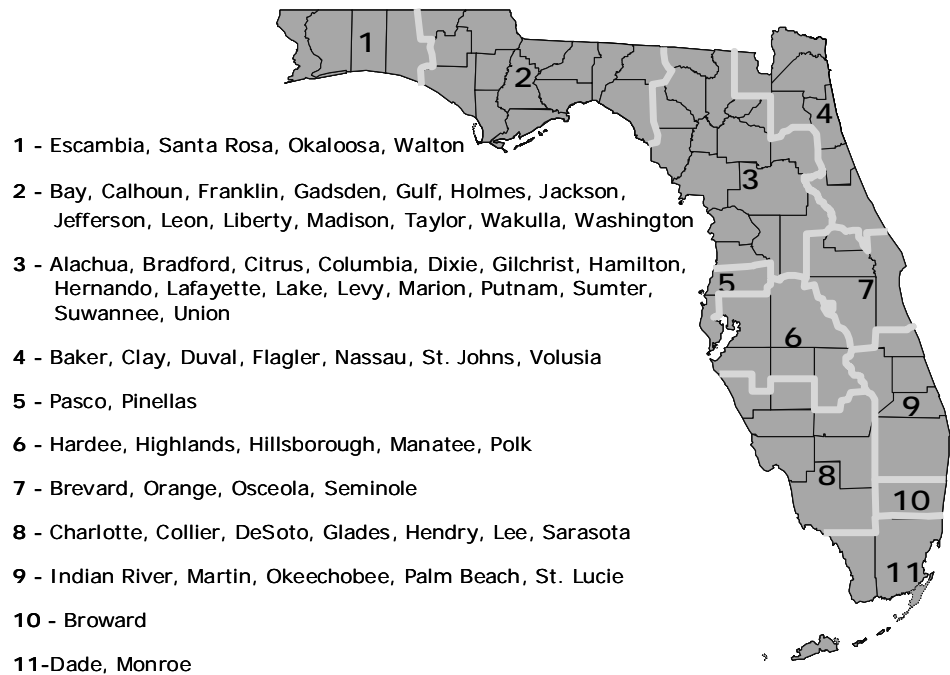 1 - Escambia, Santa Rosa, Okaloosa, Walton
2 - Bay, Calhoun, Franklin, Gadsden, Gulf, Holmes, Jackson,
Jefferson, Leon, Liberty, Madison, Taylor, Wakulla, Washington
3 - Alachua, Bradford, Citrus, Columbia, Dixie, Gilchrist, Hamilton,
Hernando, Lafayette, Lake, Levy, Marion, Putnam, Sumter,
Suwannee, Union
4 - Baker, Clay, Duval, Flagler, Nassau, St. Johns, Volusia
5 - Pasco, Pinellas
6 - Hardee, Highlands, Hillsborough, Manatee, Polk
7 - Brevard, Orange, Osceola, Seminole
8 - Charlotte, Collier, DeSoto, Glades, Hendry, Lee, Sarasota
9 - Indian River, Martin, Okeechobee, Palm Beach, St. Lucie
10 - Broward
11-Dade, Monroe
1
2
4
3
5
7
6
9
8
10
11